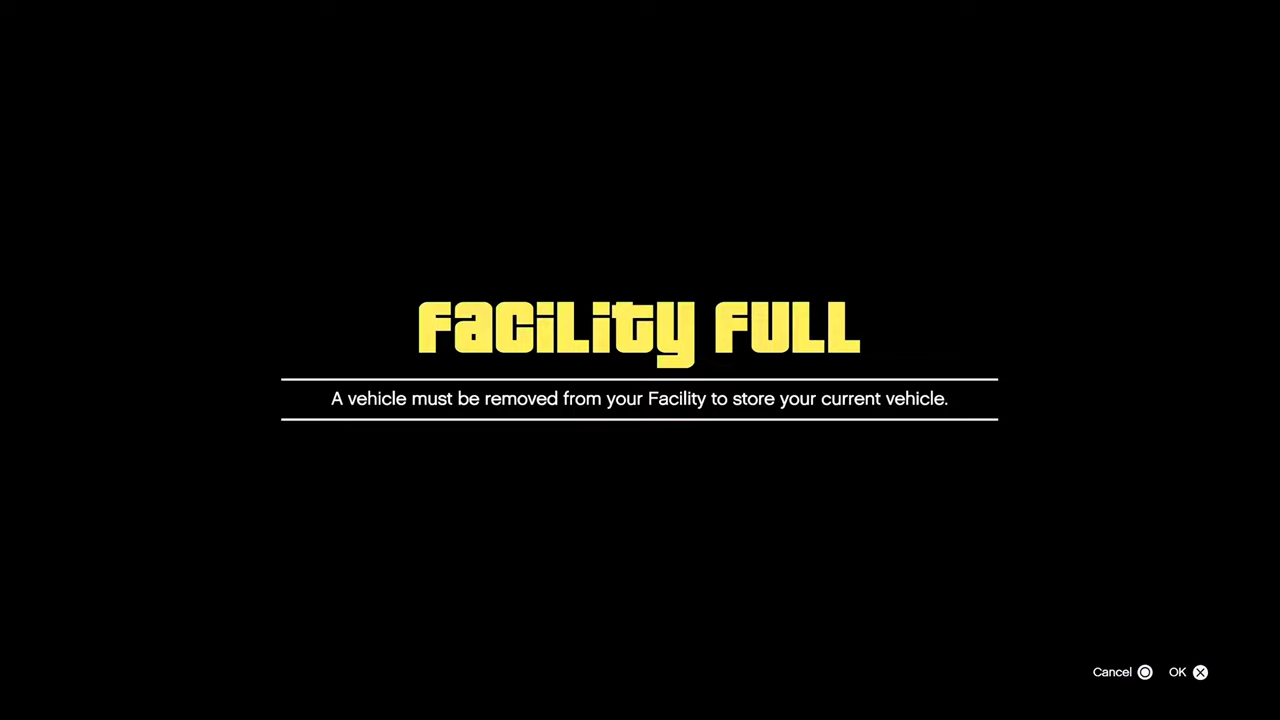 FaciLity FULL
A vehicle must be removed from your Facility to store your current vehicle.
Cancel OK